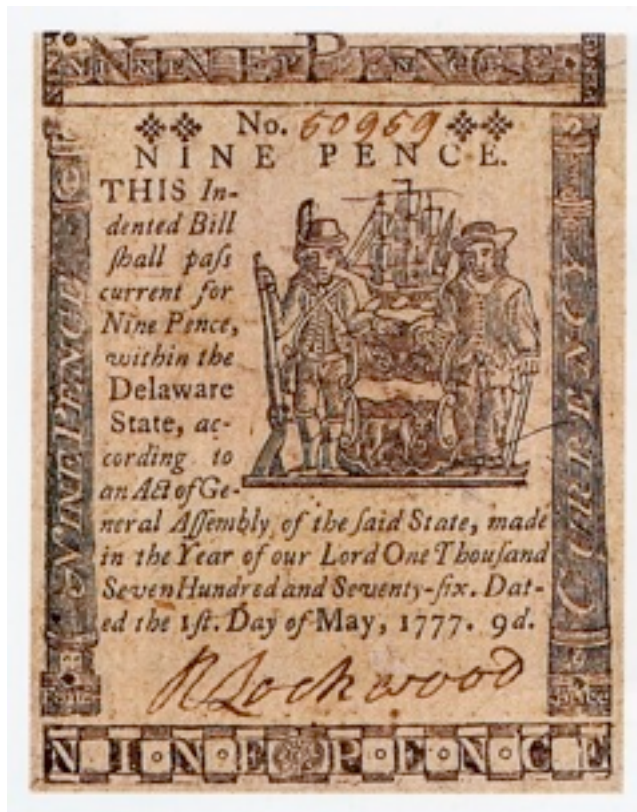 NINE PENCE
No. 60959
NINE PENCE.
THIS In-
dented Bill
ſhall paſs
current for
Nine Pence,
within the
Delaware
State, ac-
cording to
an Act of Ge-
neral Aſſembly of the ſaid State, made
in the Year of our Lord One Thouſand
Seven Hundred and Seventy-ſix. Dat-
ed the 1ſt. Day of May, 1777. 9d.
R Lockwood
NINE PENCE
CURRENCY
NINE PENCE